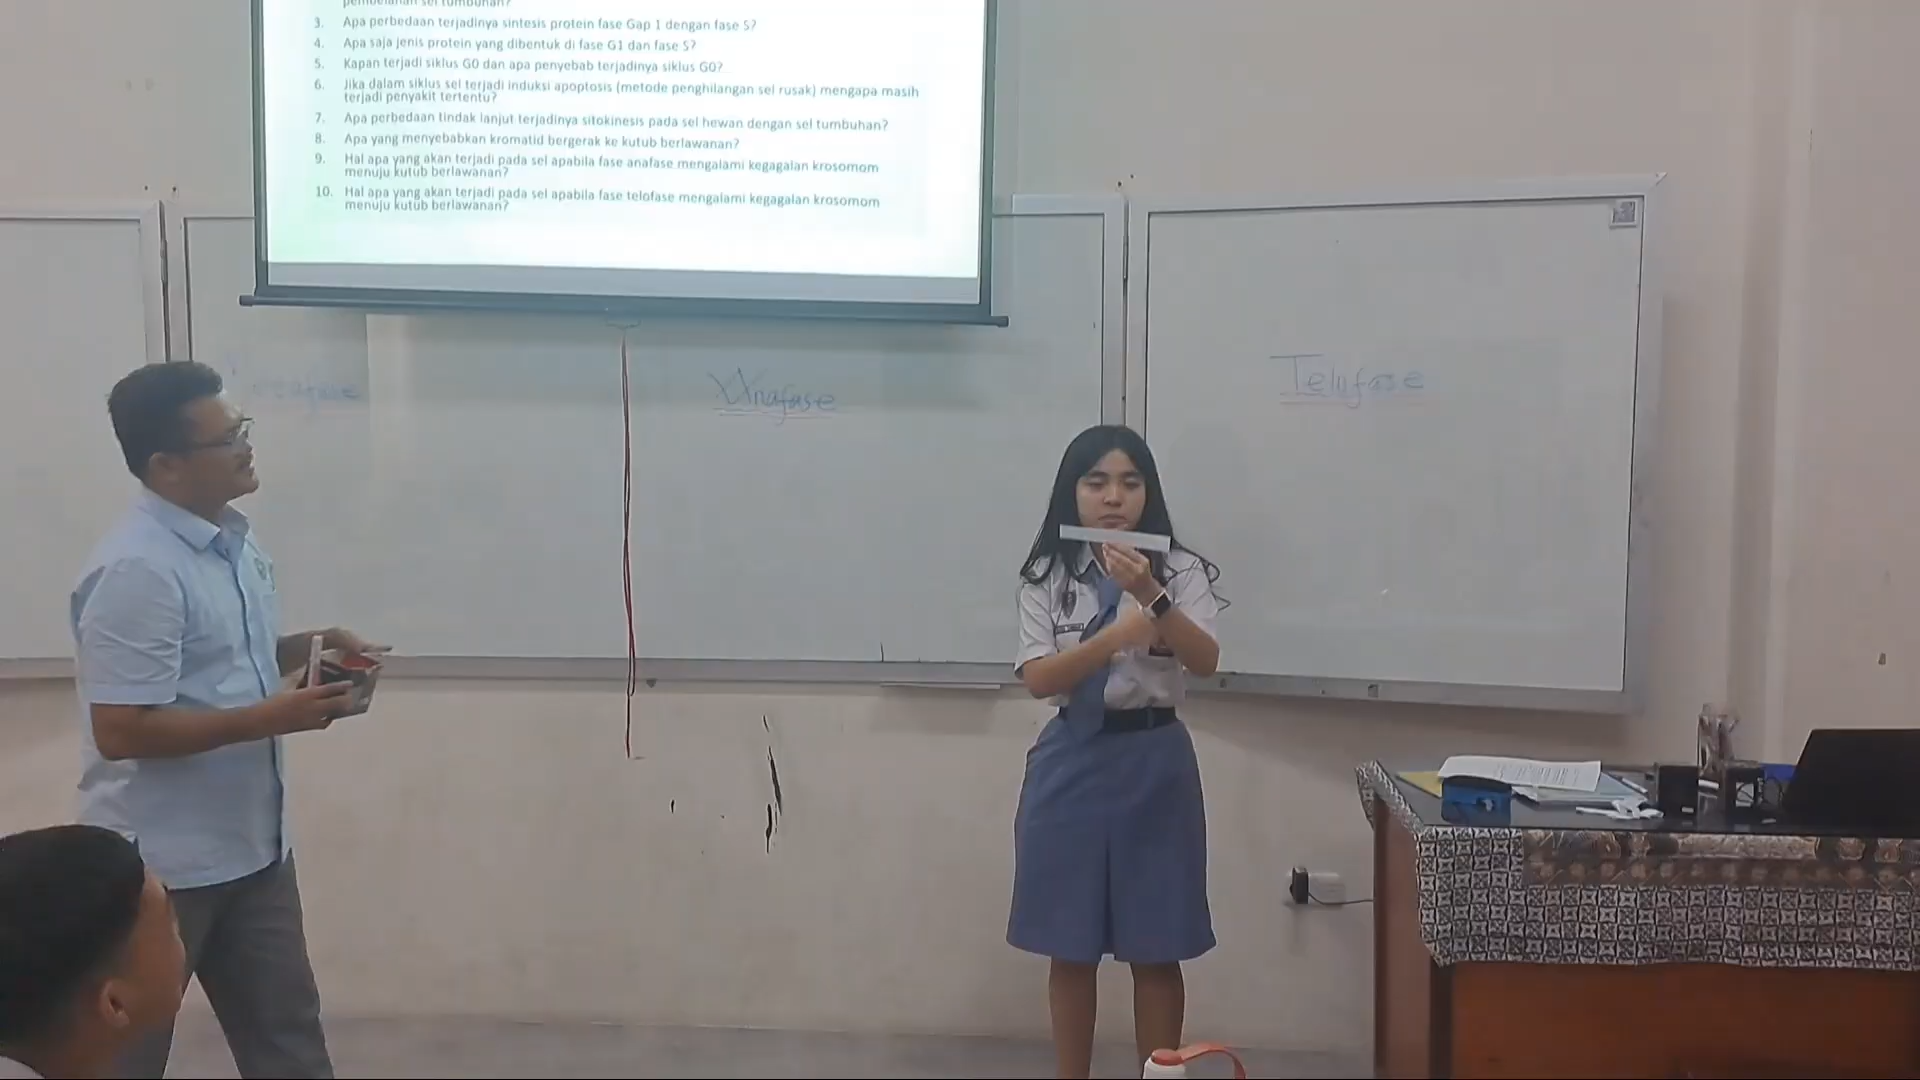 pembelahan sel tumbuhan?
3. Apa perbedaan terjadinya sintesis protein fase Gap 1 dengan fase S?
4. Apa saja jenis protein yang dibentuk di fase G1 dan fase S?
5. Kapan terjadi siklus G0 dan apa penyebab terjadinya siklus G0?
6. Jika dalam siklus sel terjadi induksi apoptosis (metode penghilangan sel rusak) mengapa masih
terjadi penyakit tertentu?
7. Apa perbedaan tindak lanjut terjadinya sitokinesis pada sel hewan dengan sel tumbuhan?
8. Apa yang menyebabkan kromatid bergerak ke kutub berlawanan?
9. Hal apa yang akan terjadi pada sel apabila fase anafase mengalami kegagalan krosomom
menuju kutub berlawanan?
10. Hal apa yang akan terjadi pada sel apabila fase telofase mengalami kegagalan krosomom
menuju kutub berlawanan?
Anafase
Telofase